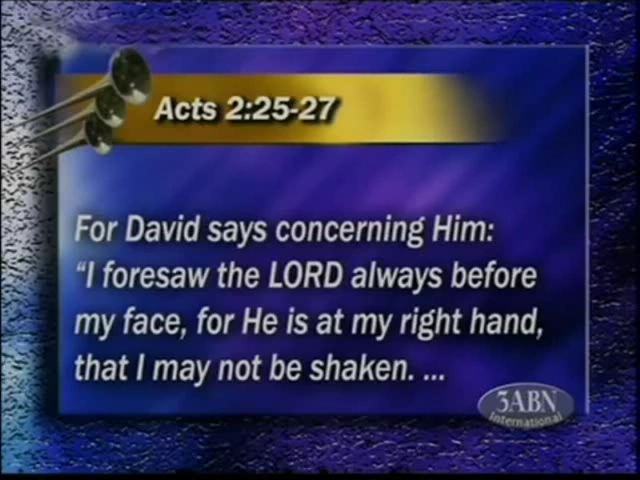 Acts 2:25-27
For David says concerning Him:
“I foresaw the LORD always before
my face, for He is at my right hand,
that I may not be shaken. ...
3ABN
International